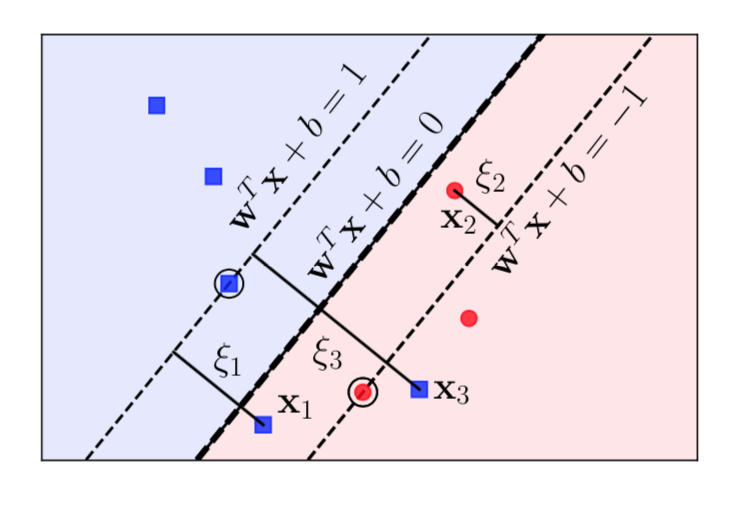 w^T x + b = 1
w^T x + b = 0
w^T x + b = −1
ξ₂
x₂
ξ₁
ξ₃
x₃
x₁